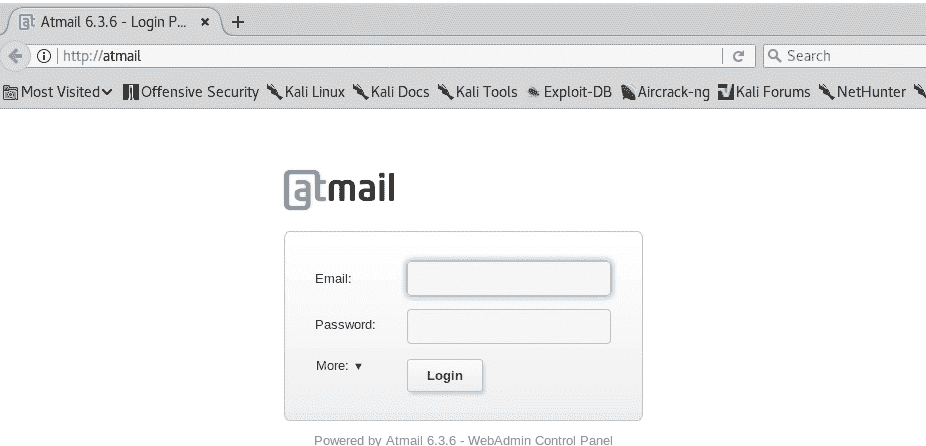 at Atmail 6.3.6 - Login P... × +
http://atmail Search
Most Visited Offensive Security Kali Linux Kali Docs Kali Tools Exploit-DB Aircrack-ng Kali Forums NetHunter
atmail
Email:
Password:
More: ▼ Login
Powered by Atmail 6.3.6 - WebAdmin Control Panel